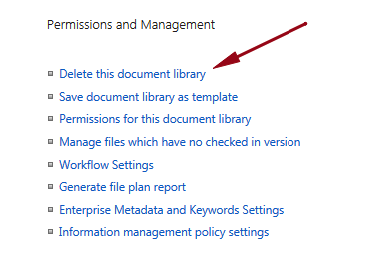 Permissions and Management
Delete this document library
Save document library as template
Permissions for this document library
Manage files which have no checked in version
Workflow Settings
Generate file plan report
Enterprise Metadata and Keywords Settings
Information management policy settings